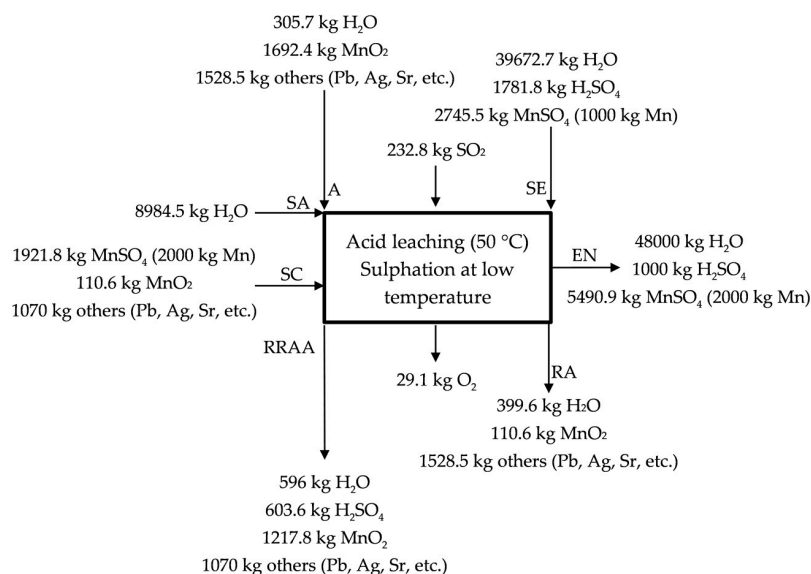 305.7 kg H₂O
1692.4 kg MnO₂
1528.5 kg others (Pb, Ag, Sr, etc.)
39672.7 kg H₂O
1781.8 kg H₂SO₄
2745.5 kg MnSO₄ (1000 kg Mn)
232.8 kg SO₂
A
SE
8984.5 kg H₂O
SA
Acid leaching (50 °C)
Sulphation at low
temperature
1921.8 kg MnSO₄ (2000 kg Mn)
110.6 kg MnO₂
1070 kg others (Pb, Ag, Sr, etc.)
SC
EN
48000 kg H₂O
1000 kg H₂SO₄
5490.9 kg MnSO₄ (2000 kg Mn)
RRAA
29.1 kg O₂
RA
399.6 kg H₂O
110.6 kg MnO₂
1528.5 kg others (Pb, Ag, Sr, etc.)
596 kg H₂O
603.6 kg H₂SO₄
1217.8 kg MnO₂
1070 kg others (Pb, Ag, Sr, etc.)